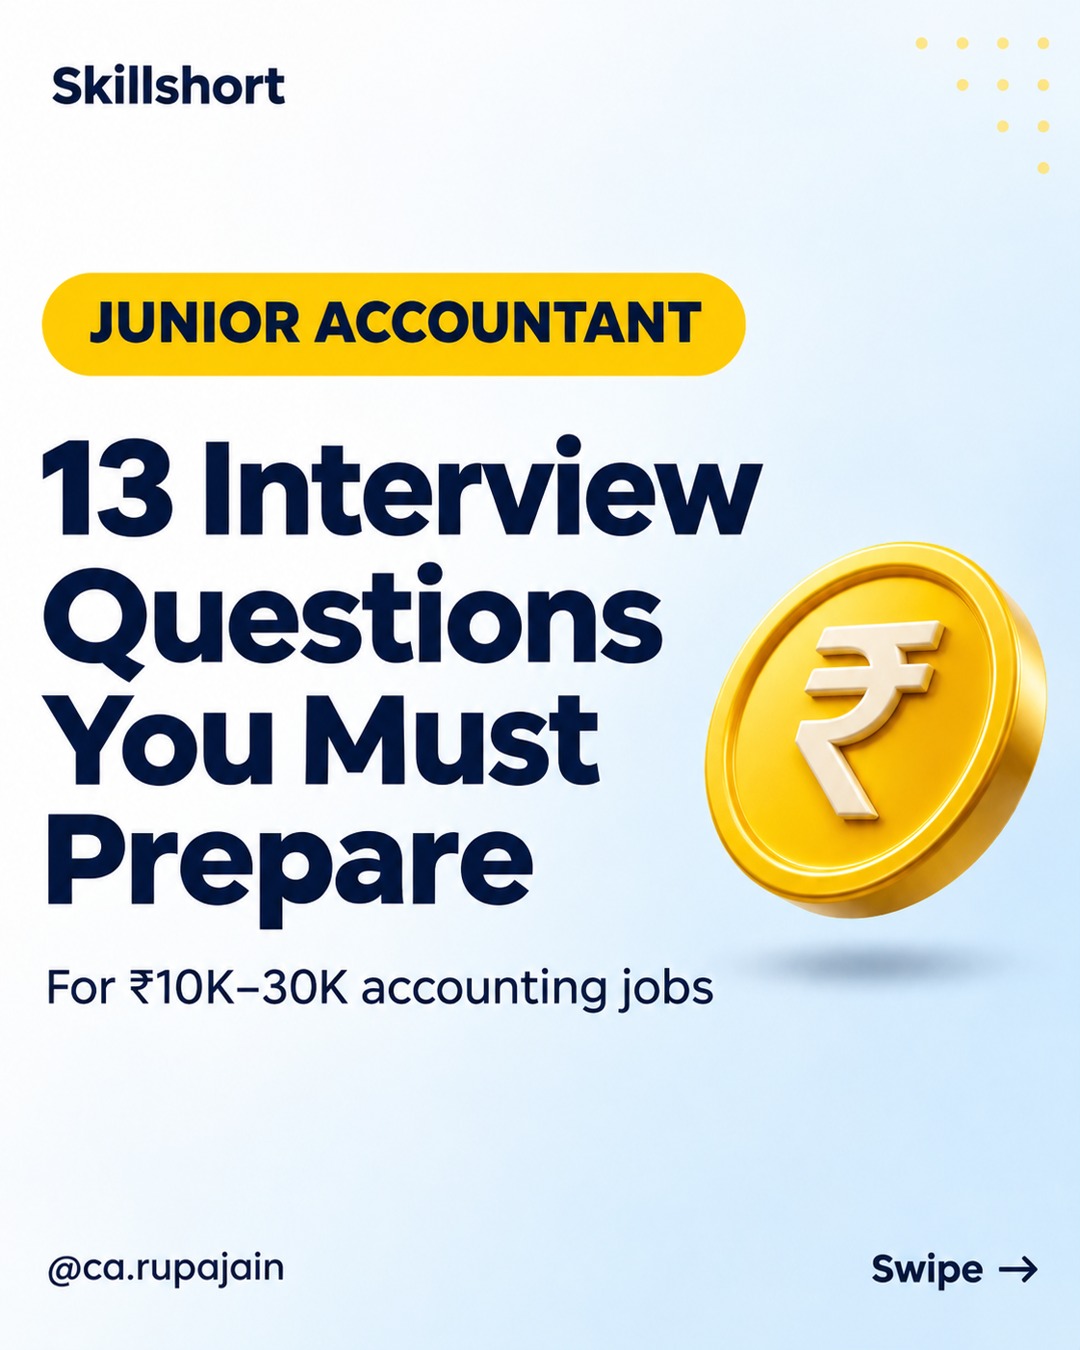 Skillshort
JUNIOR ACCOUNTANT
13 Interview
Questions
You Must
Prepare
For ₹10K–30K accounting jobs
₹
@ca.rupajain
Swipe →